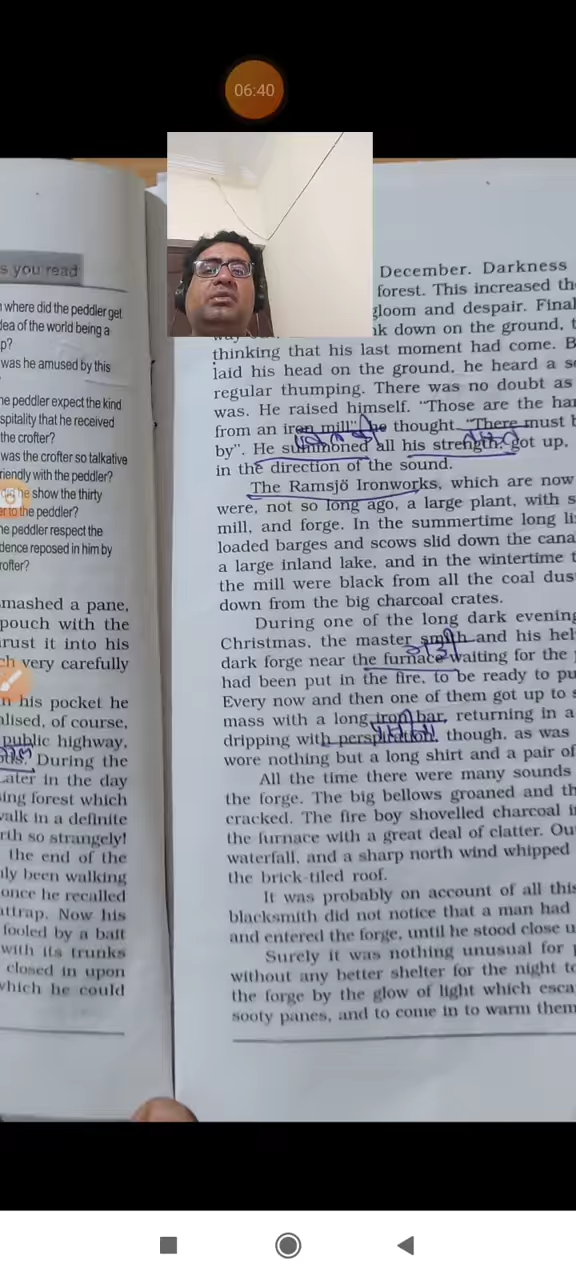 06:40
s you read
where did the peddler get
dea of the world being a
p?
was he amused by this
he peddler expect the kind
spitality that he received
the crofter?
was the crofter so talkative
riendly with the peddler?
he show the thirty
to the peddler?
he peddler respect the
dence reposed in him by
rofter?
mashed a pane,
pouch with the
rust it into his
ch very carefully
n his pocket he
alised, of course,
public highway,
During the
Later in the day
ing forest which
walk in a definite
rth so strangely!
the end of the
ly been walking
once he recalled
attrap. Now his
fooled by a bait
with its trunks
closed in upon
which he could
December. Darkness
forest. This increased the
gloom and despair. Final
k down on the ground, t
thinking that his last moment had come. B
laid his head on the ground, he heard a s
regular thumping. There was no doubt as
was. He raised himself. "Those are the ha
from an iron mill" he thought "There must b
by". He summoned all his strength, got up,
in the direction of the sound.
The Ramsjö Ironworks, which are now
were, not so long ago, a large plant, with s
mill, and forge. In the summertime long li
loaded barges and scows slid down the cana
a large inland lake, and in the wintertime t
the mill were black from all the coal dus
down from the big charcoal crates.
During one of the long dark evening
Christmas, the master smith and his hel
dark forge near the furnace waiting for the
had been put in the fire, to be ready to pu
Every now and then one of them got up to s
mass with a long iron bar, returning in a
dripping with perspiration, though, as was
wore nothing but a long shirt and a pair of
All the time there were many sounds
the forge. The big bellows groaned and th
cracked. The fire boy shovelled charcoal i
the furnace with a great deal of clatter. Ou
waterfall, and a sharp north wind whipped
the brick-tiled roof.
It was probably on account of all this
blacksmith did not notice that a man had
and entered the forge, until he stood close u
Surely it was nothing unusual for p
without any better shelter for the night to
the forge by the glow of light which esca
sooty panes, and to come in to warm them